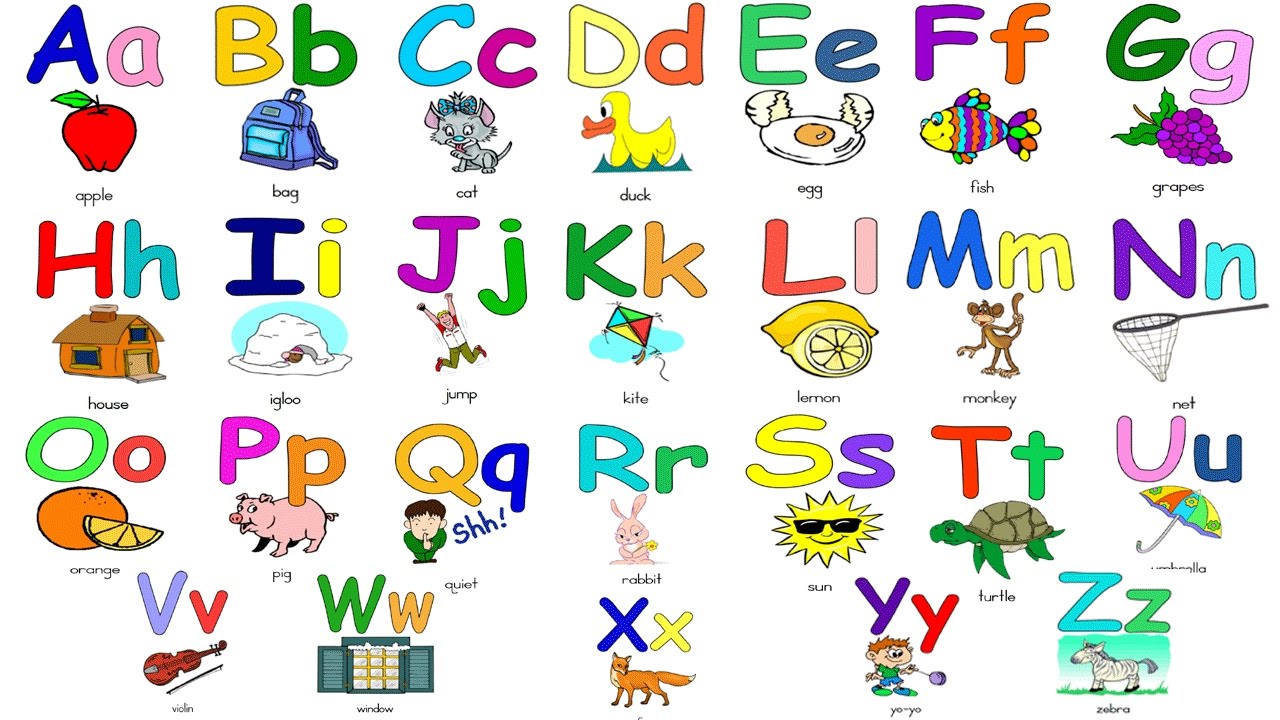 Aa Bb Cc Dd Ee Ff Gg
apple bag cat duck egg fish grapes
Hh Ii Jj Kk Ll Mm Nn
house igloo jump kite lemon monkey net
Oo Pp Qq Rr Ss Tt Uu
Shh!
orange pig quiet rabbit sun turtle umbrella
Vv Ww Xx Yy Zz
violin window yo-yo zebra